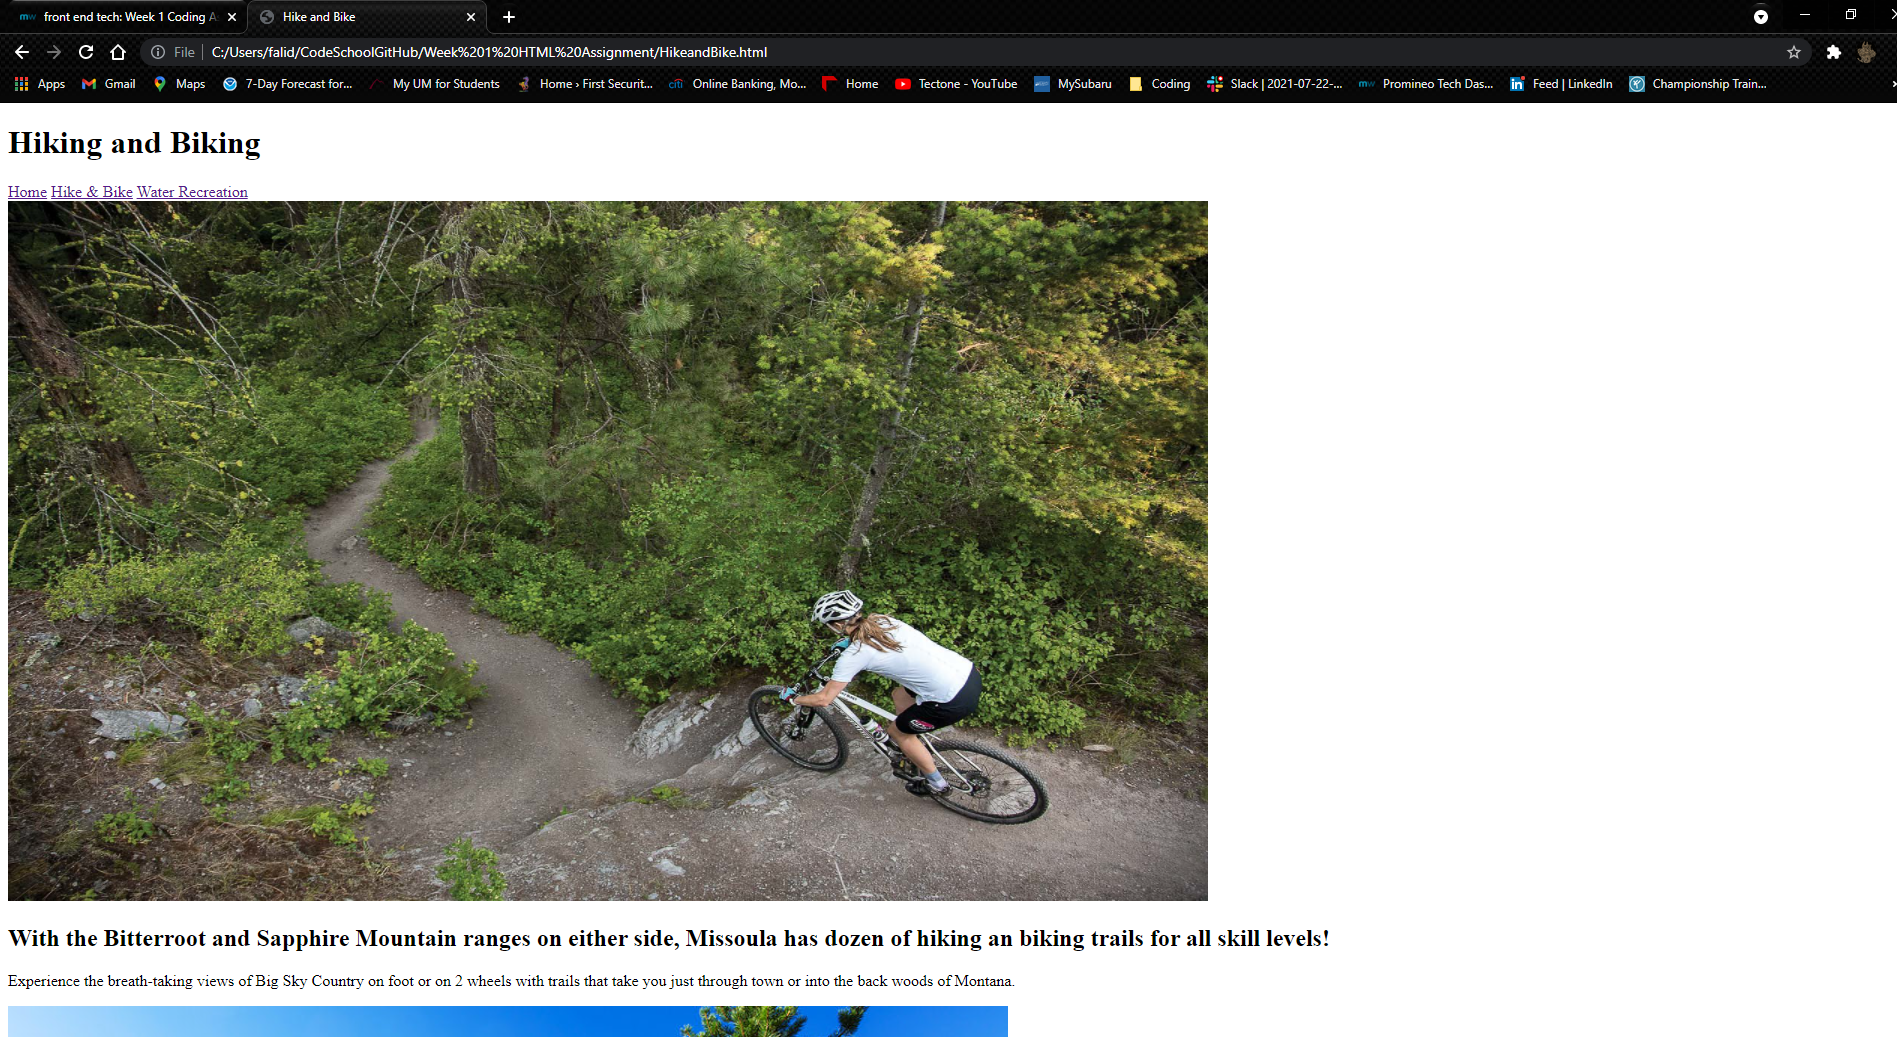 front end tech: Week 1 Coding A
Hike and Bike
File
C:/Users/falid/CodeSchoolGitHub/Week%201%20HTML%20Assignment/HikeandBike.html
Apps Gmail Maps 7-Day Forecast for... My UM for Students Home › First Securit... citi Online Banking, Mo... Home Tectone - YouTube MySubaru Coding Slack | 2021-07-22-... Promineo Tech Das... Feed | LinkedIn Championship Train...
Hiking and Biking
Home Hike & Bike Water Recreation
With the Bitterroot and Sapphire Mountain ranges on either side, Missoula has dozen of hiking an biking trails for all skill levels!
Experience the breath-taking views of Big Sky Country on foot or on 2 wheels with trails that take you just through town or into the back woods of Montana.